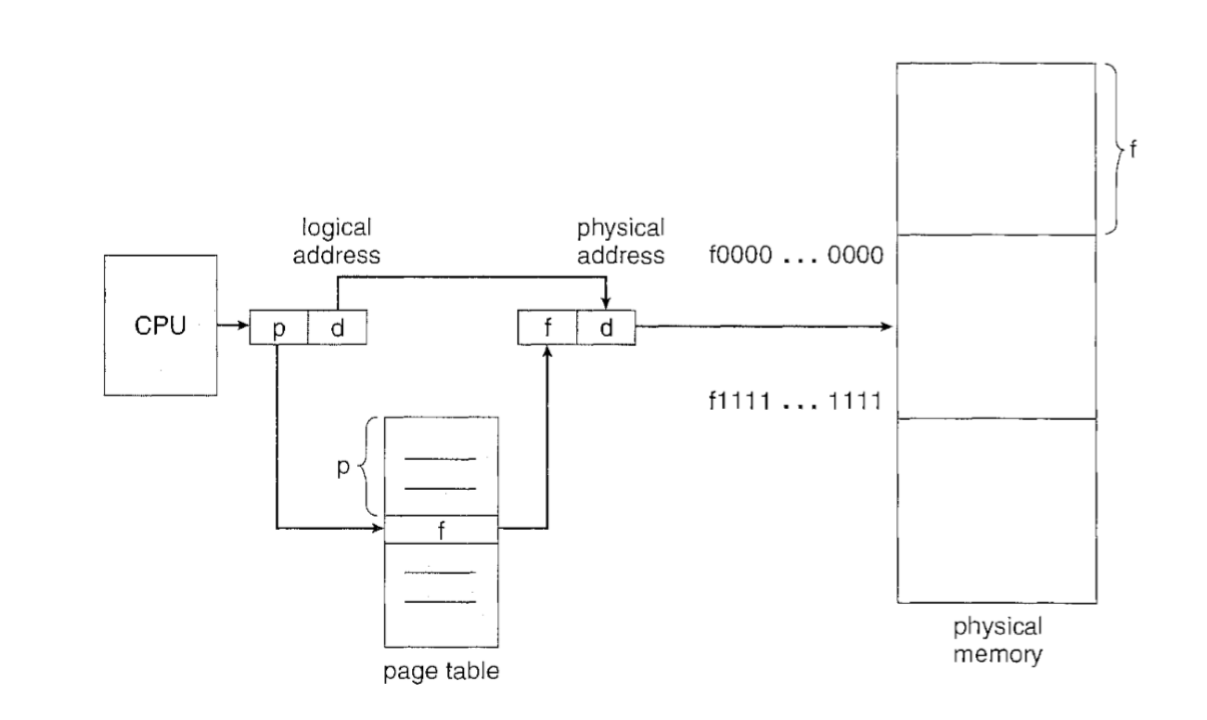 f
logical
address
physical
address
f0000 ... 0000
CPU
p
d
f
d
f1111 ... 1111
p
f
page table
physical
memory